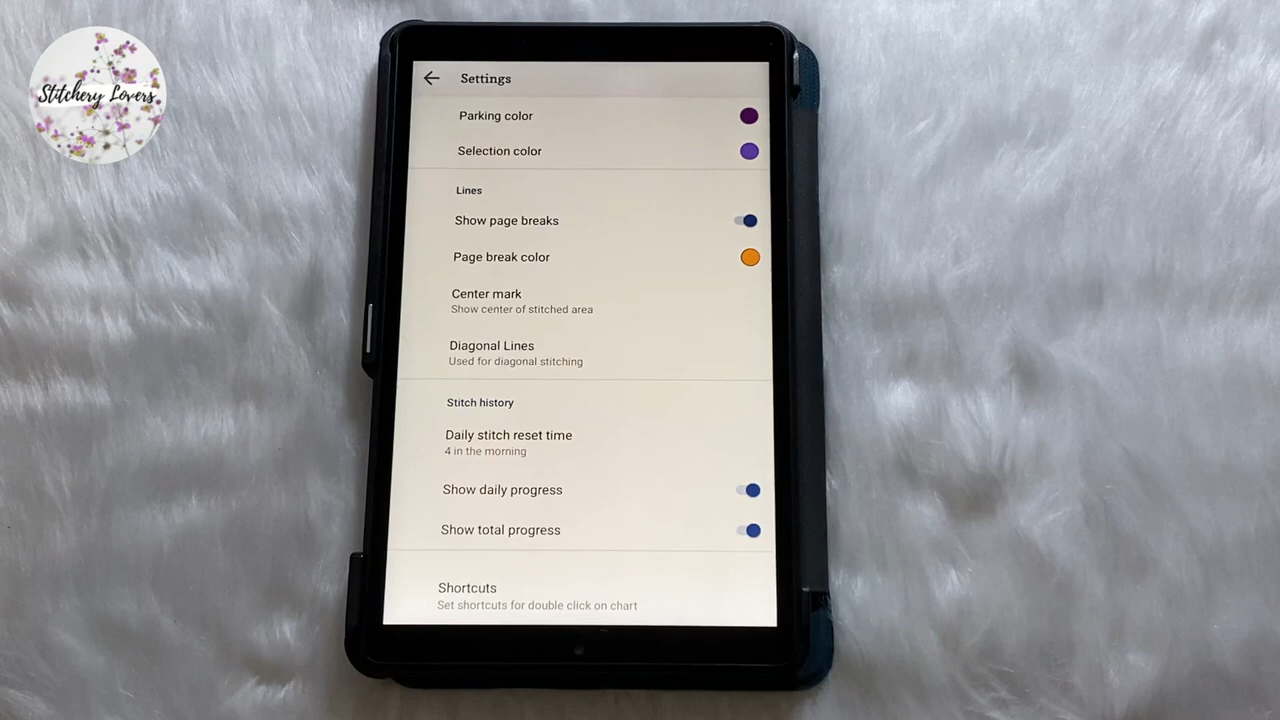 Stitchery Lovers
Settings
Parking color
Selection color
Lines
Show page breaks
Page break color
Center mark
Show center of stitched area
Diagonal Lines
Used for diagonal stitching
Stitch history
Daily stitch reset time
4 in the morning
Show daily progress
Show total progress
Shortcuts
Set shortcuts for double click on chart